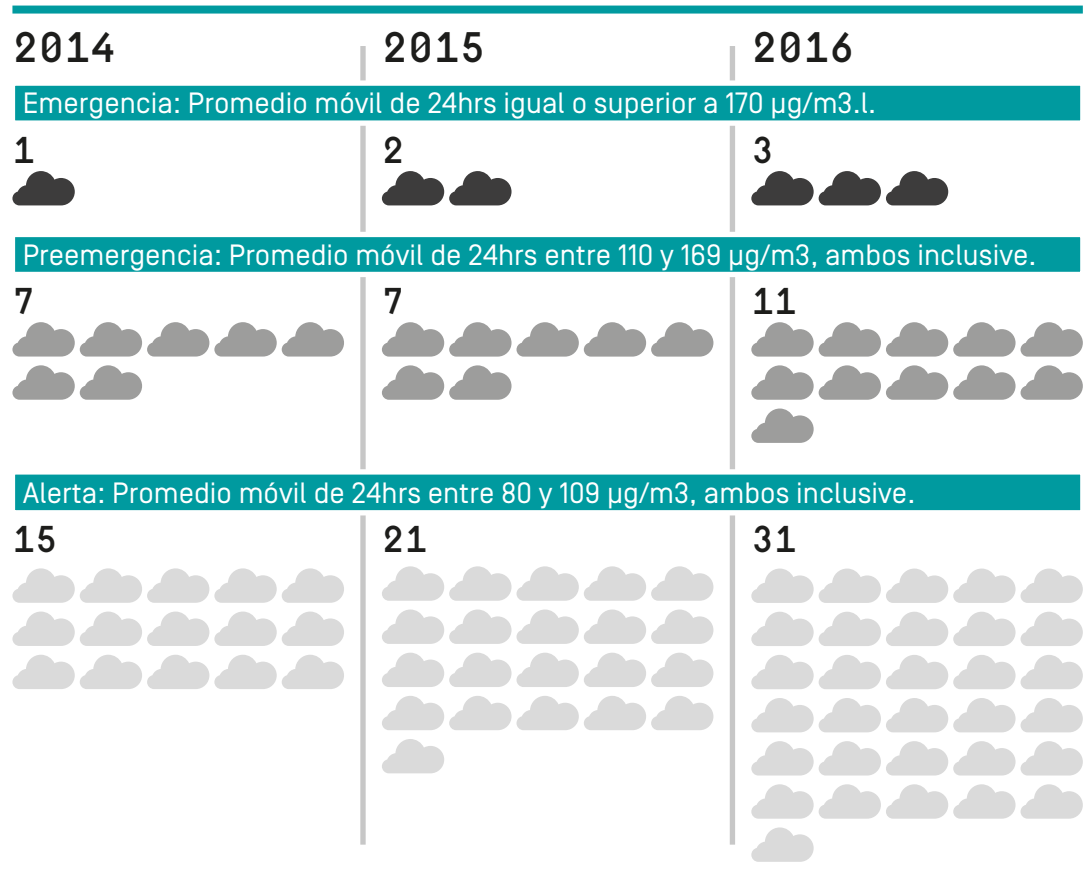 2014 2015 2016
Emergencia: Promedio móvil de 24hrs igual o superior a 170 µg/m3.l.
1 2 3
Preemergencia: Promedio móvil de 24hrs entre 110 y 169 µg/m3, ambos inclusive.
7 7 11
Alerta: Promedio móvil de 24hrs entre 80 y 109 µg/m3, ambos inclusive.
15 21 31